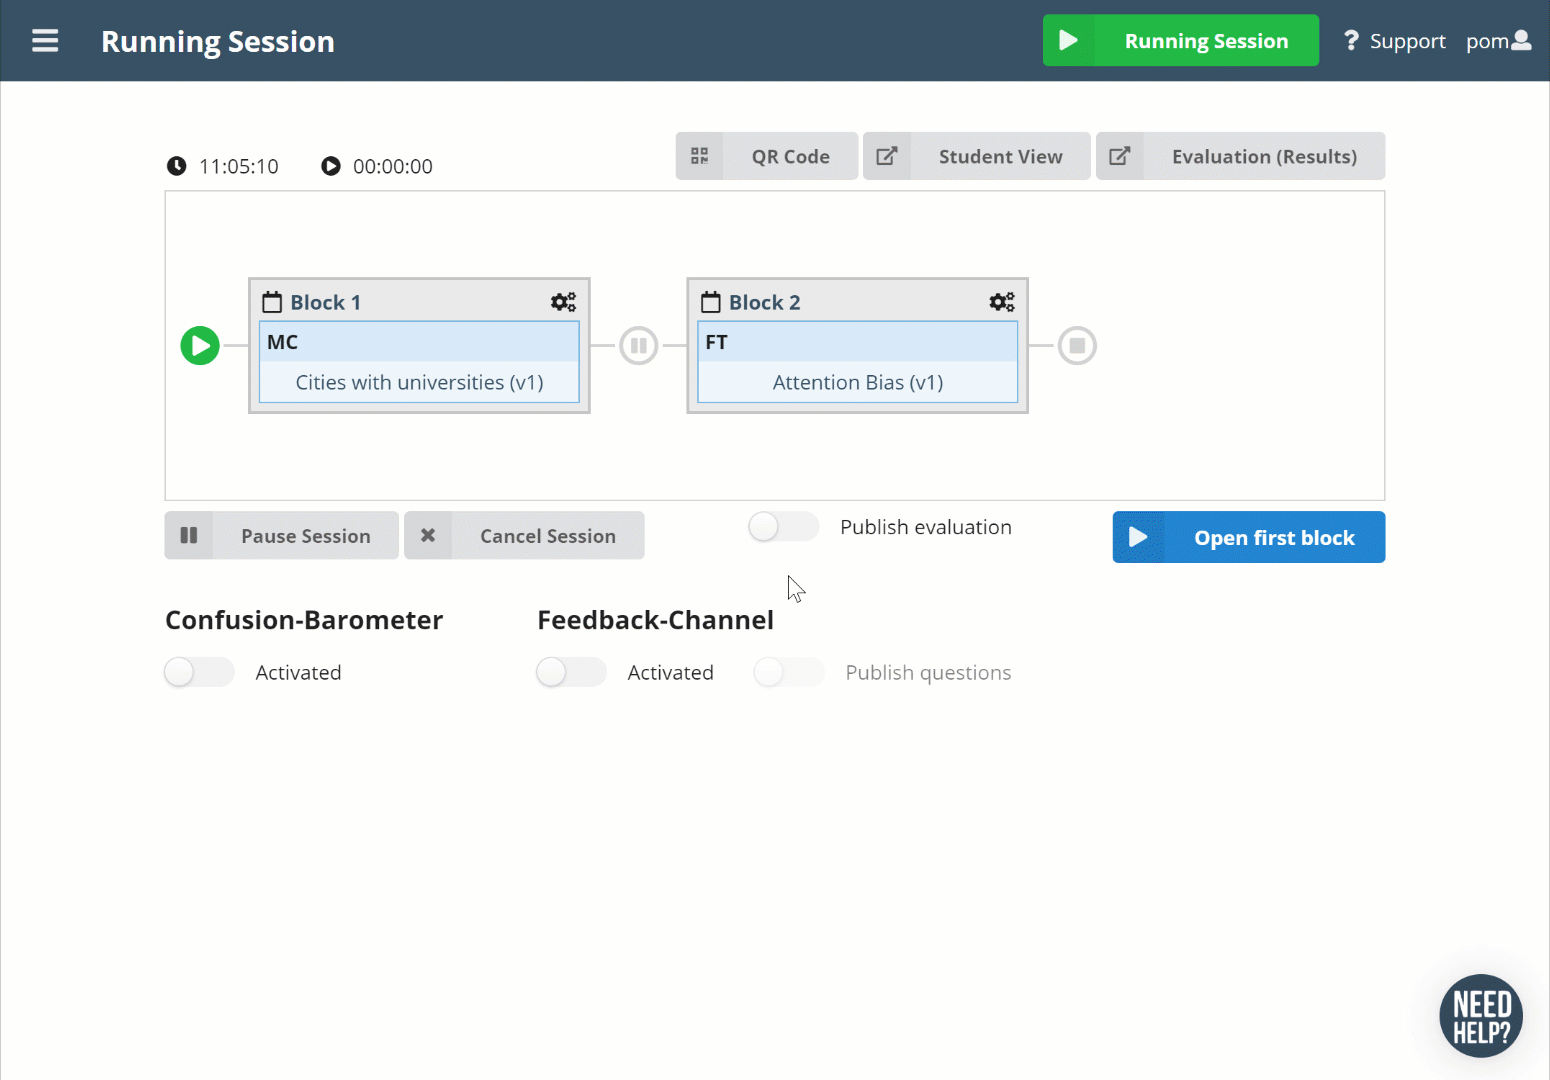 Running Session
Running Session
? Support
pom
11:05:10
00:00:00
QR Code
Student View
Evaluation (Results)
Block 1
MC
Cities with universities (v1)
Block 2
FT
Attention Bias (v1)
Pause Session
Cancel Session
Publish evaluation
Open first block
Confusion-Barometer
Activated
Feedback-Channel
Activated
Publish questions
NEED
HELP?